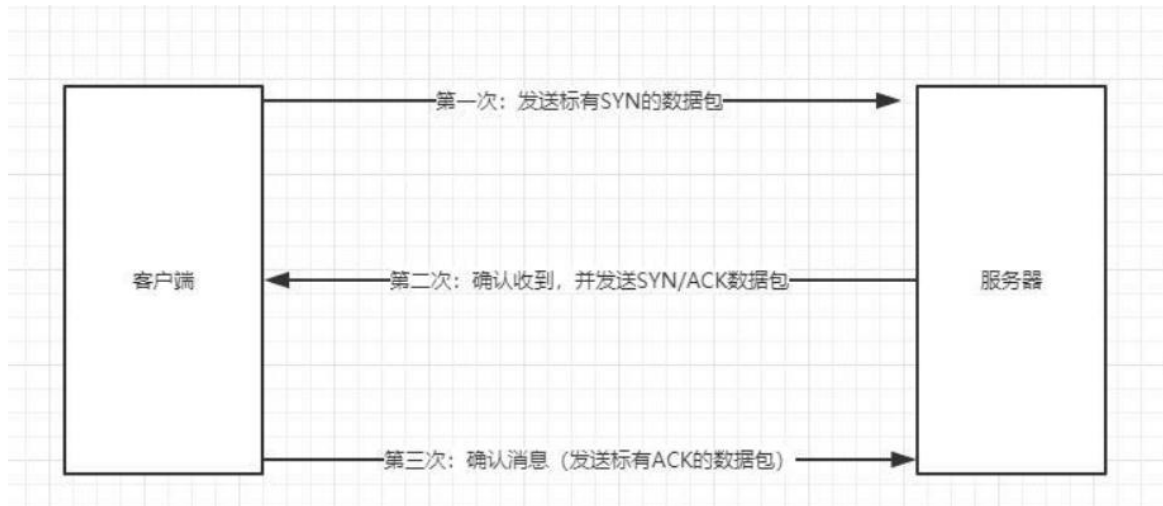 第一次：发送标有SYN的数据包
客户端
第二次：确认收到，并发送SYN/ACK数据包
服务器
第三次：确认消息（发送标有ACK的数据包）